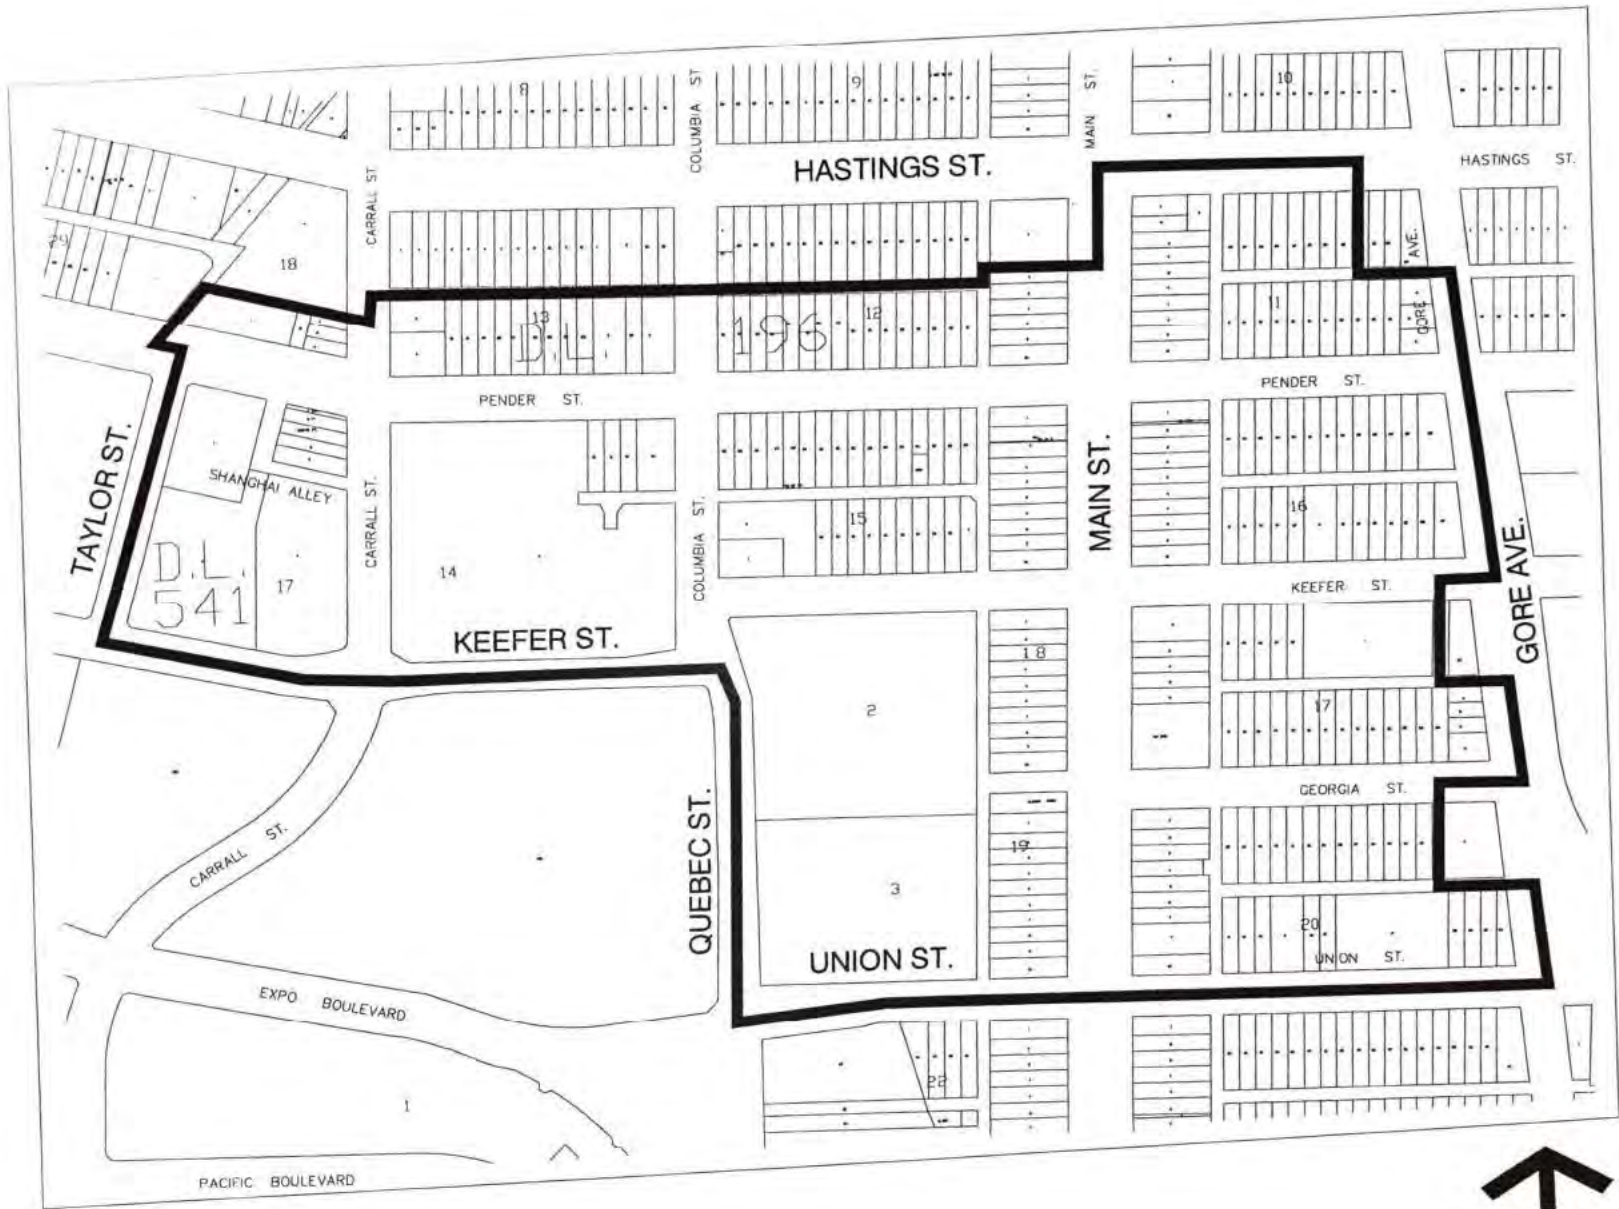 8
9
10
COLUMBIA ST
MAIN ST.
HASTINGS ST.
HASTINGS ST.
CARRALL ST.
29
18
GORE AVE.
13
D.L.
196
12
11
PENDER ST.
PENDER ST.
TAYLOR ST.
SHANGHAI ALLEY
CARRALL ST.
COLUMBIA ST.
MAIN ST.
15
16
D.L.
541
17
14
KEEFER ST.
KEEFER ST.
GORE AVE.
18
2
17
GEORGIA ST.
QUEBEC ST.
CARRALL ST.
19
3
20
UNION ST.
UNION ST.
EXPO BOULEVARD
22
1
PACIFIC BOULEVARD